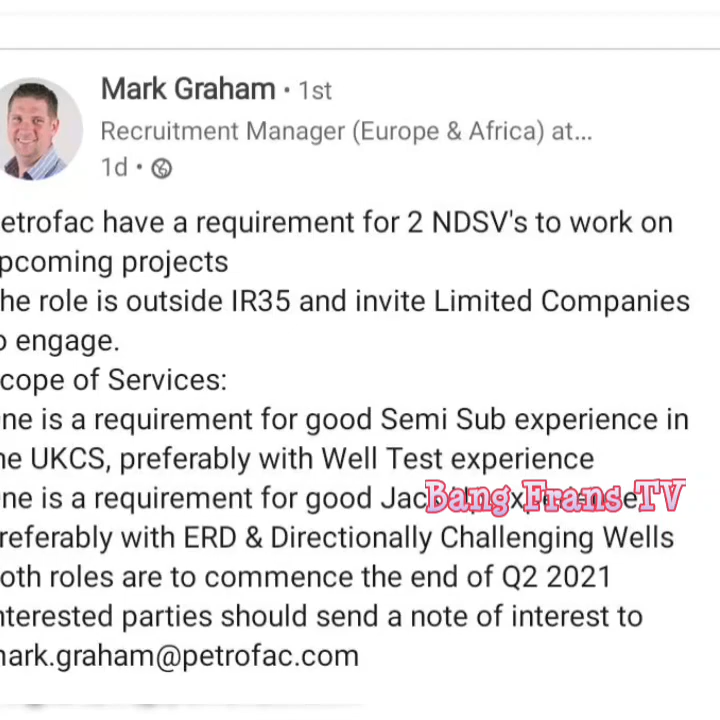 Mark Graham • 1st
Recruitment Manager (Europe & Africa) at...
1d •
etrofac have a requirement for 2 NDSV's to work on
pcoming projects
he role is outside IR35 and invite Limited Companies
o engage.
cope of Services:
ne is a requirement for good Semi Sub experience in
he UKCS, preferably with Well Test experience
ne is a requirement for good Jac
Bang Frans TV
referably with ERD & Directionally Challenging Wells
oth roles are to commence the end of Q2 2021
nterested parties should send a note of interest to
mark.graham@petrofac.com